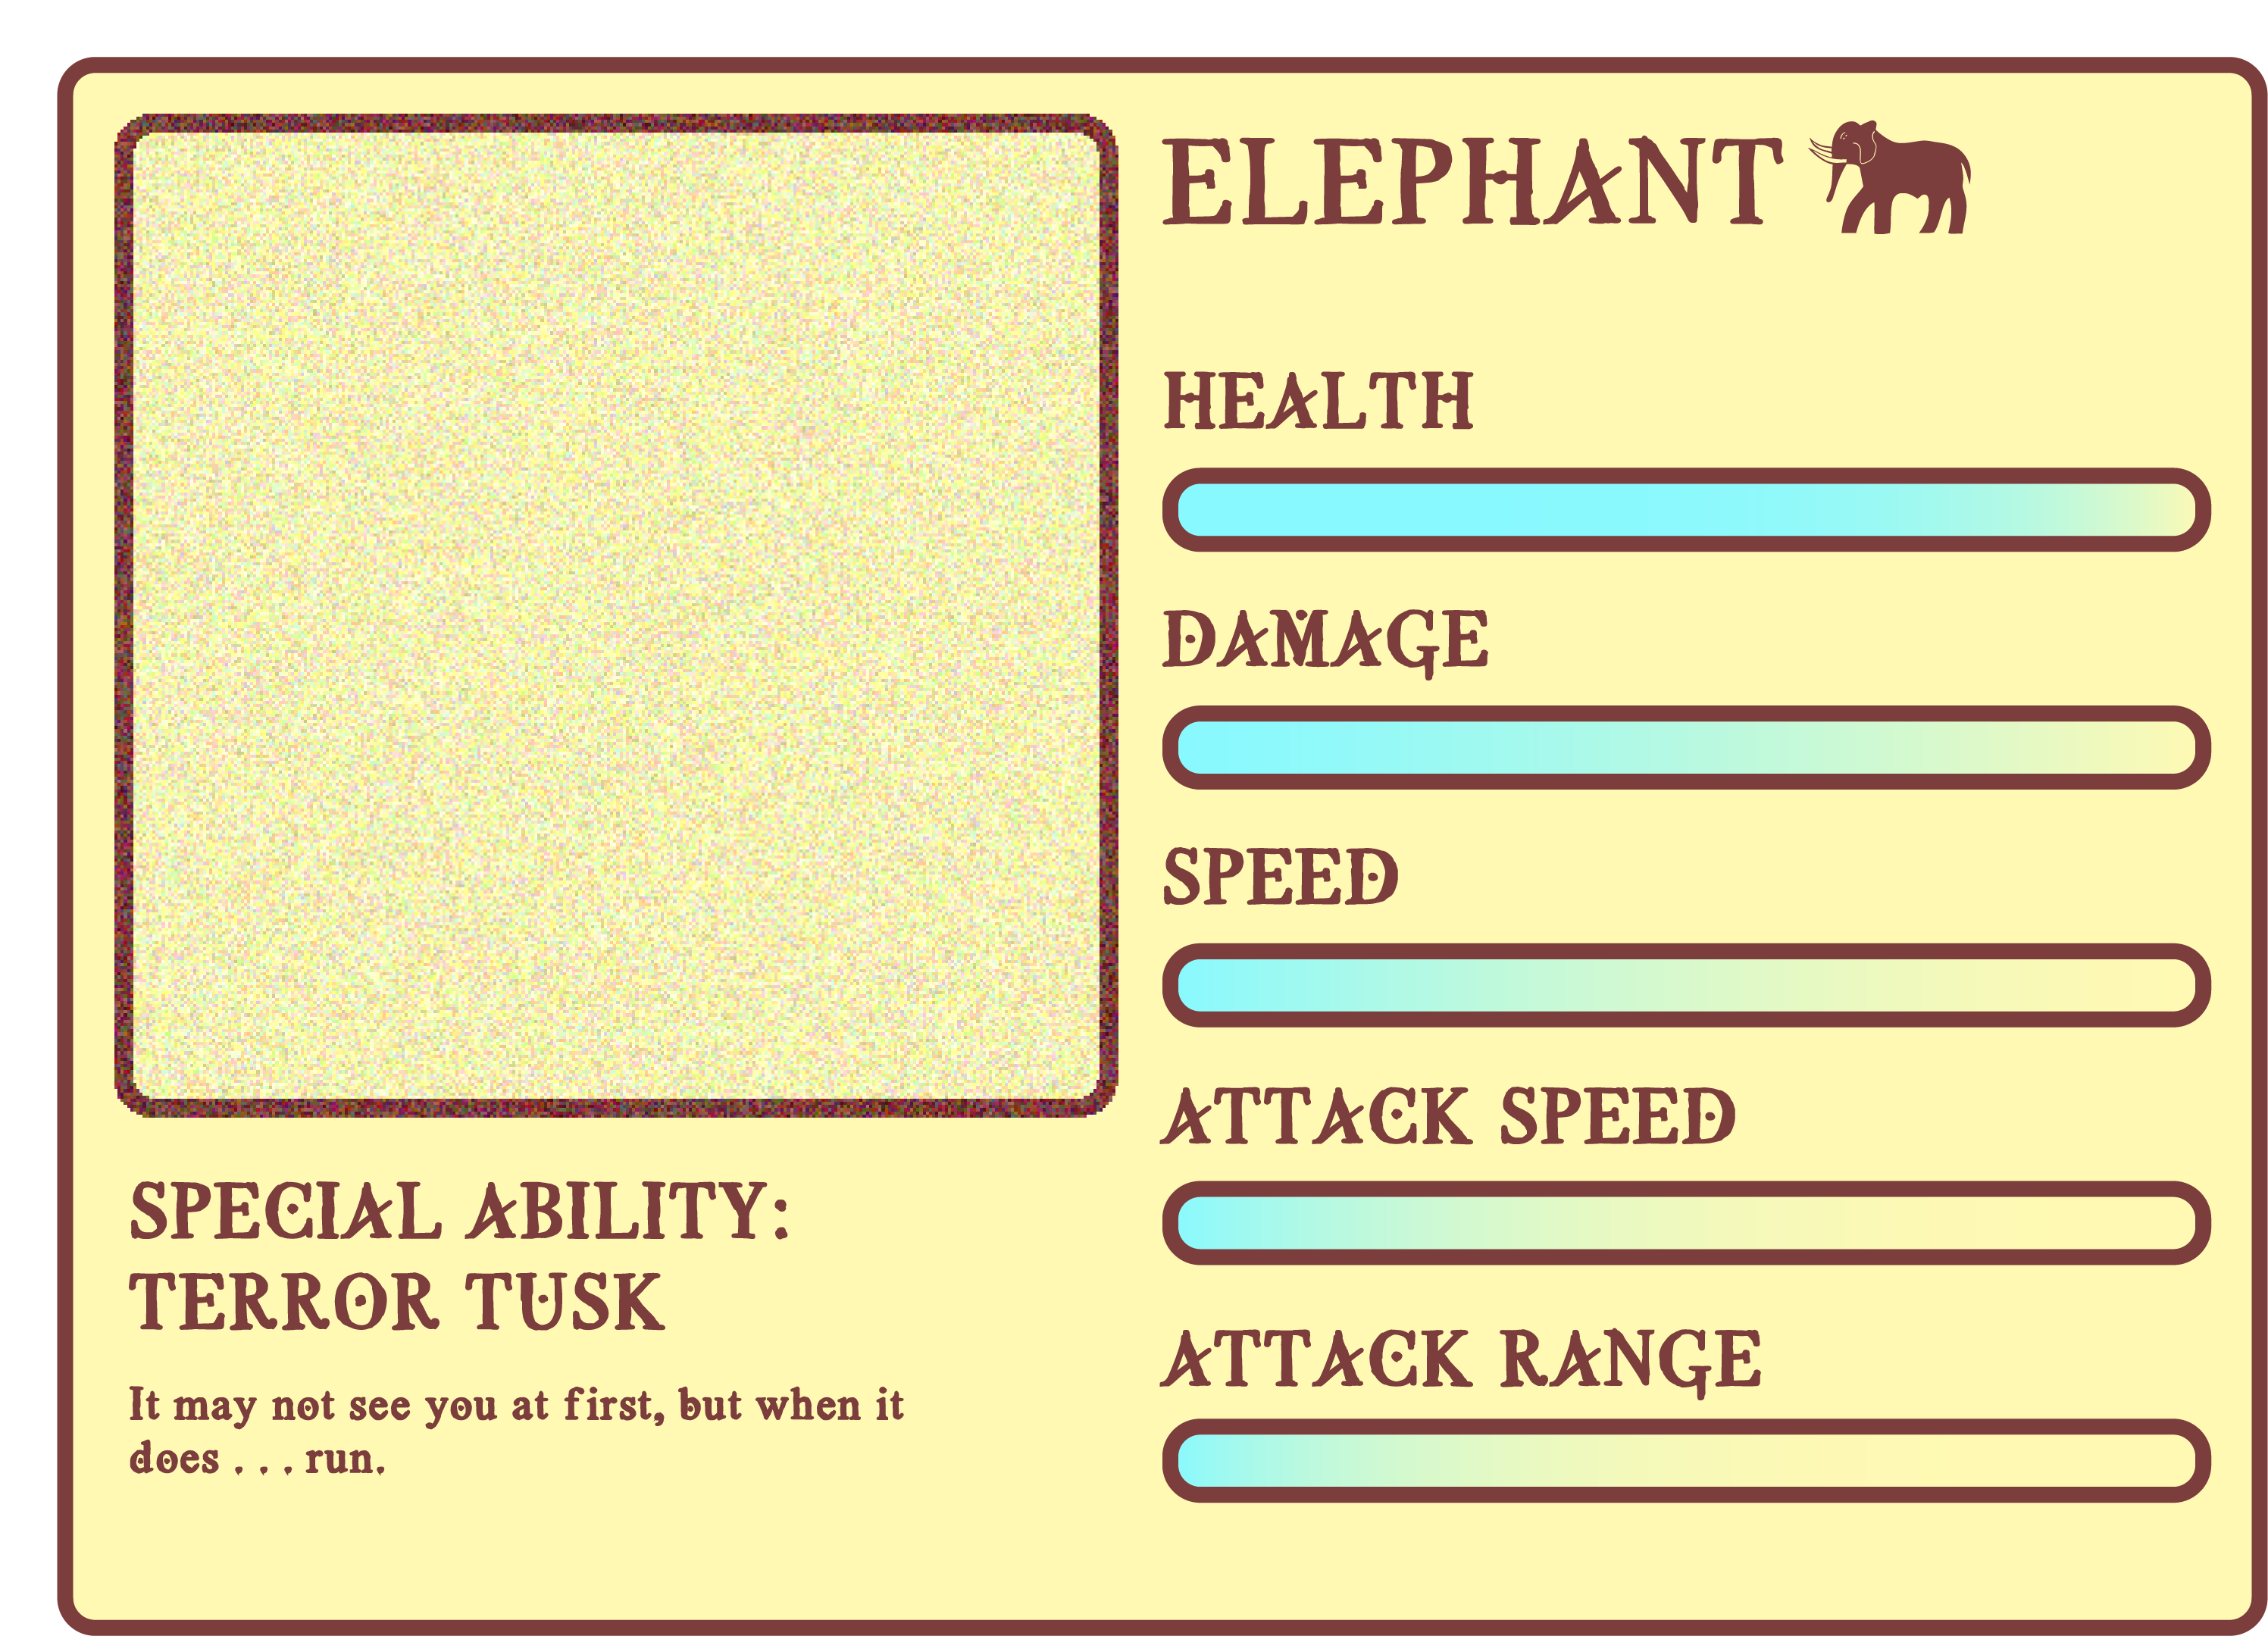 ELEPHANT
HEALTH
DAMAGE
SPEED
ATTACK SPEED
ATTACK RANGE
SPECIAL ABILITY:
TERROR TUSK
It may not see you at first, but when it
does . . . run.